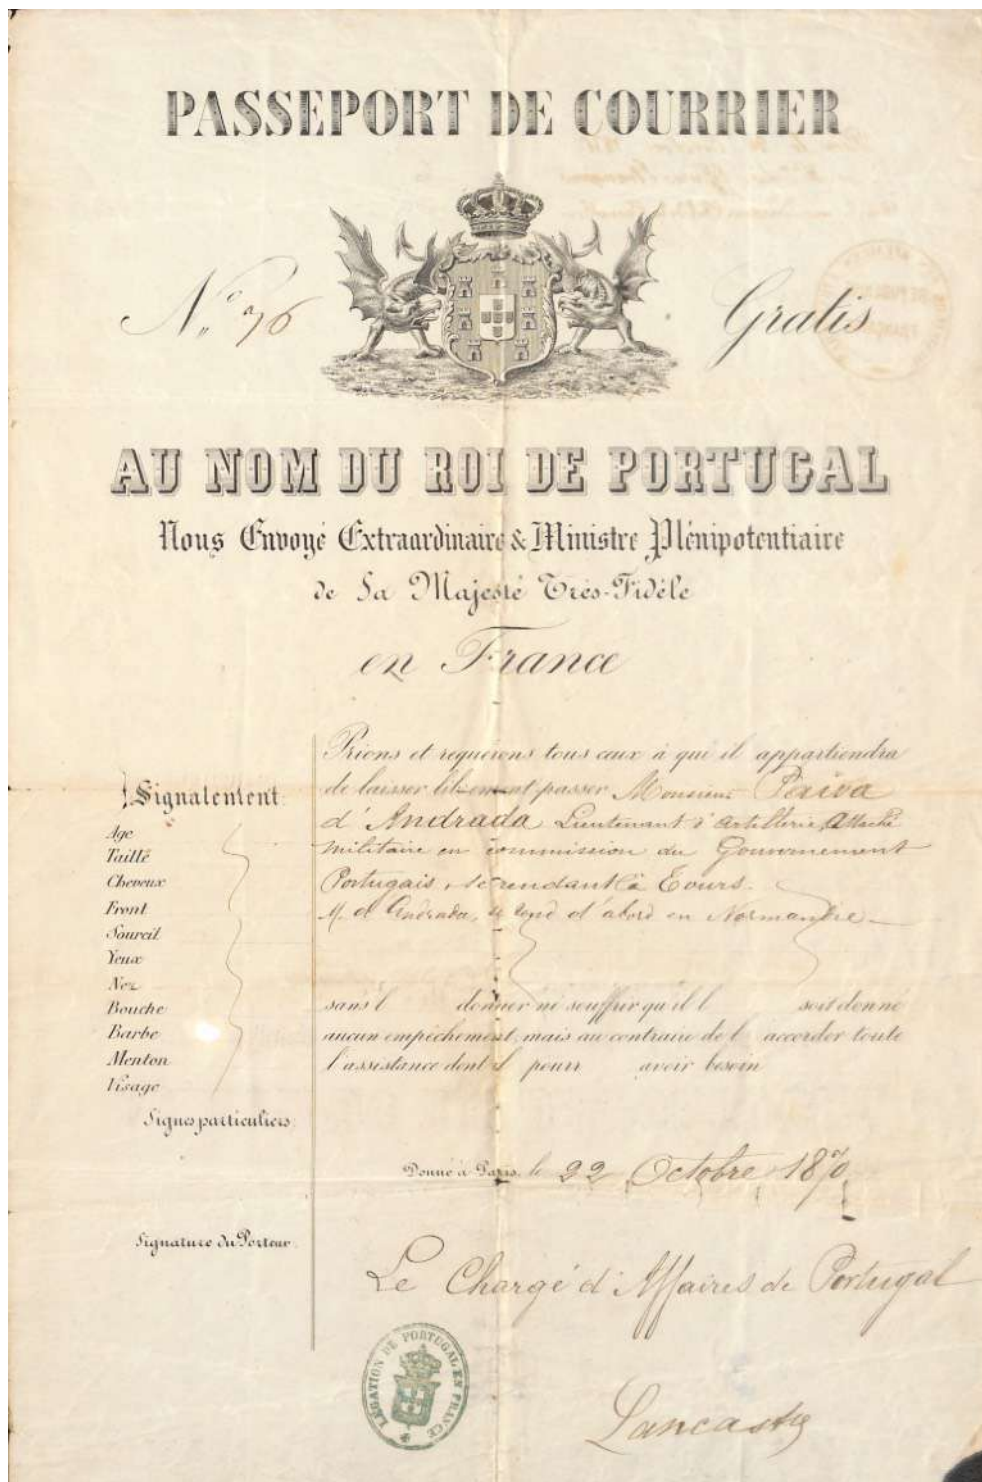 PASSEPORT DE COURRIER
N.° 76
Gratis
AU NOM DU ROI DE PORTUGAL
Nous Envoyé Extraordinaire & Ministre Plénipotentiaire
de Sa Majesté Très-Fidèle
en France
Prions et requérons tous ceux à qui il appartiendra
de laisser librement passer Monsieur Paiva
d'Andrada Lieutenant d'artillerie, Attaché
militaire en commission du Gouvernement
Portugais, se rendant à Tours.
M. d'Andrada, se rend d'abord en Normandie
sans l donner ni souffrir qu'il l soit donné
aucun empêchement, mais au contraire de l accorder toute
l'assistance dont il pourr avoir besoin
Signalement
Age
Taille
Cheveux
Front
Sourcil
Yeux
Nez
Bouche
Barbe
Menton
Visage
Signes particuliers
Donné à Paris, le 22 Octobre 1870
Signature du Porteur
Le Chargé d'Affaires de Portugal
LEGATION DE PORTUGAL EN FRANCE
Lancastre